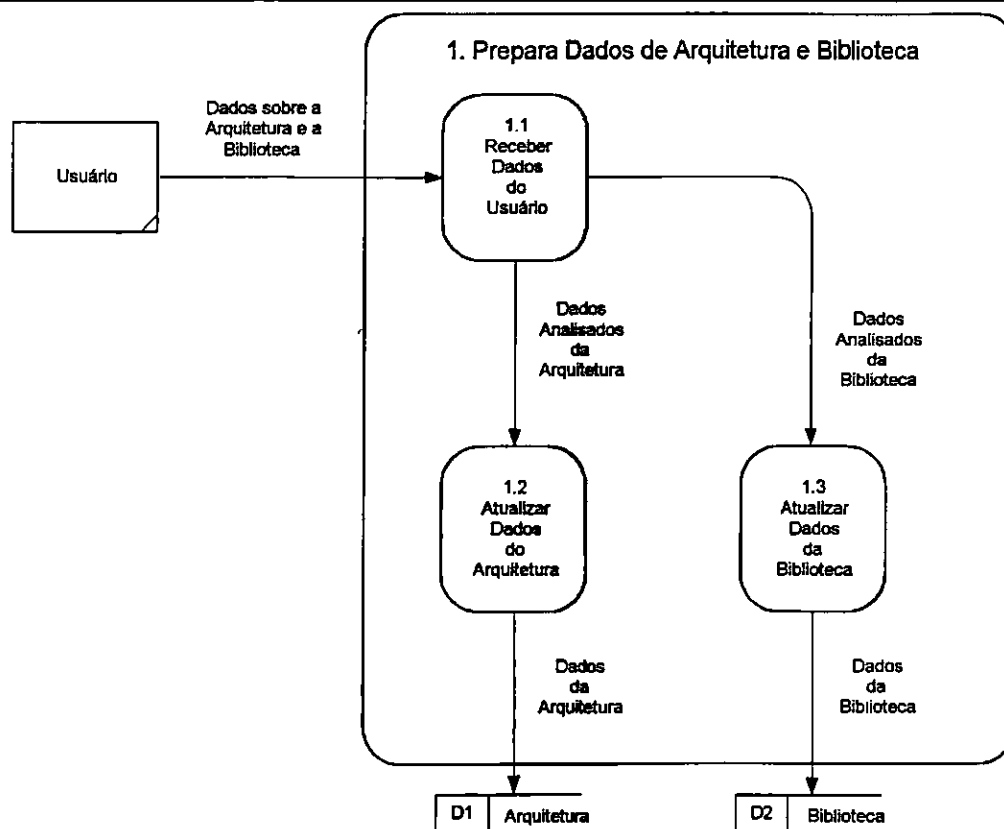 1. Prepara Dados de Arquitetura e Biblioteca
Dados sobre a
Arquitetura e a
Biblioteca
Usuário
1.1
Receber
Dados
do
Usuário
Dados
Analisados
da
Arquitetura
Dados
Analisados
da
Biblioteca
1.2
Atualizar
Dados
do
Arquitetura
1.3
Atualizar
Dados
da
Biblioteca
Dados
da
Arquitetura
Dados
da
Biblioteca
D1 Arquitetura
D2 Biblioteca